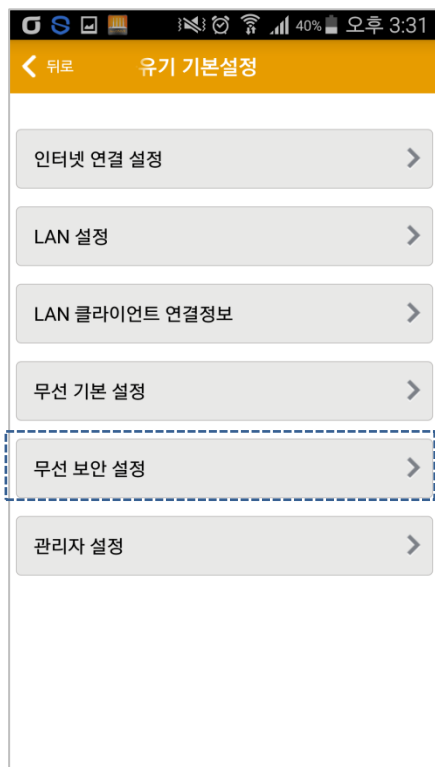 40% 오후 3:31
뒤로 유기 기본설정
인터넷 연결 설정
LAN 설정
LAN 클라이언트 연결정보
무선 기본 설정
무선 보안 설정
관리자 설정